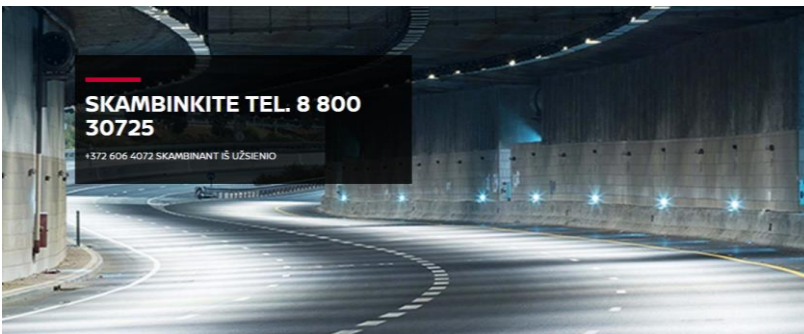 SKAMBINKITE TEL. 8 800
30725
+372 606 4072 SKAMBINANT IŠ UŽSIENIO